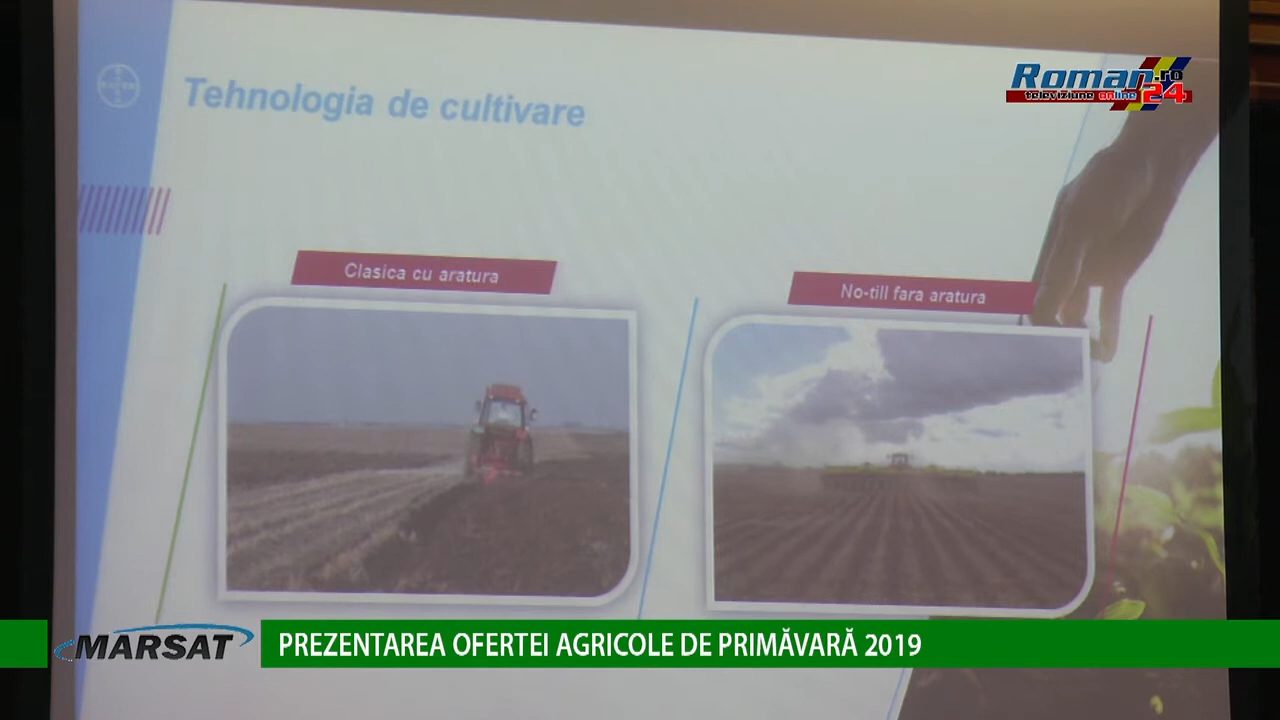 BAYER
Tehnologia de cultivare
Roman.ro
televiziune online 24
Clasica cu aratura
No-till fara aratura
MARSAT
PREZENTAREA OFERTEI AGRICOLE DE PRIMĂVARĂ 2019